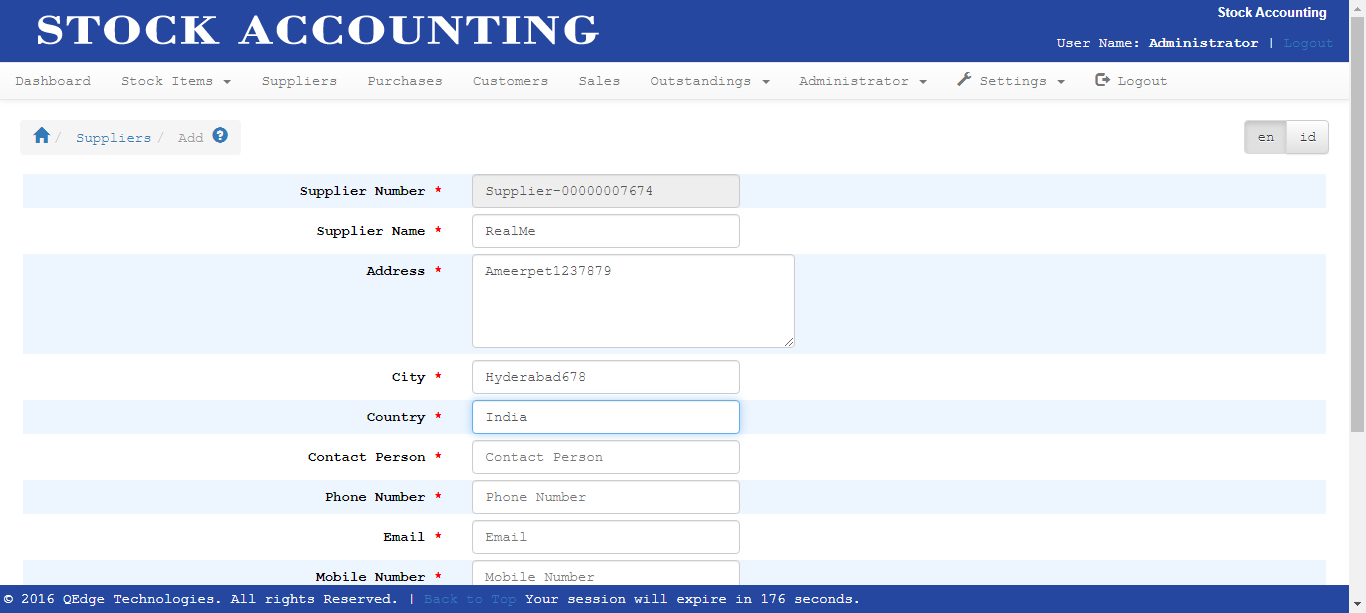 STOCK ACCOUNTING
Stock Accounting
User Name: Administrator | Logout
Dashboard Stock Items Suppliers Purchases Customers Sales Outstandings Administrator Settings Logout
/ Suppliers / Add ?
en id
Supplier Number * Supplier-00000007674
Supplier Name * RealMe
Address * Ameerpet1237879
City * Hyderabad678
Country * India
Contact Person * Contact Person
Phone Number * Phone Number
Email * Email
Mobile Number * Mobile Number
© 2016 QEdge Technologies. All rights Reserved. | Back to Top Your session will expire in 176 seconds.